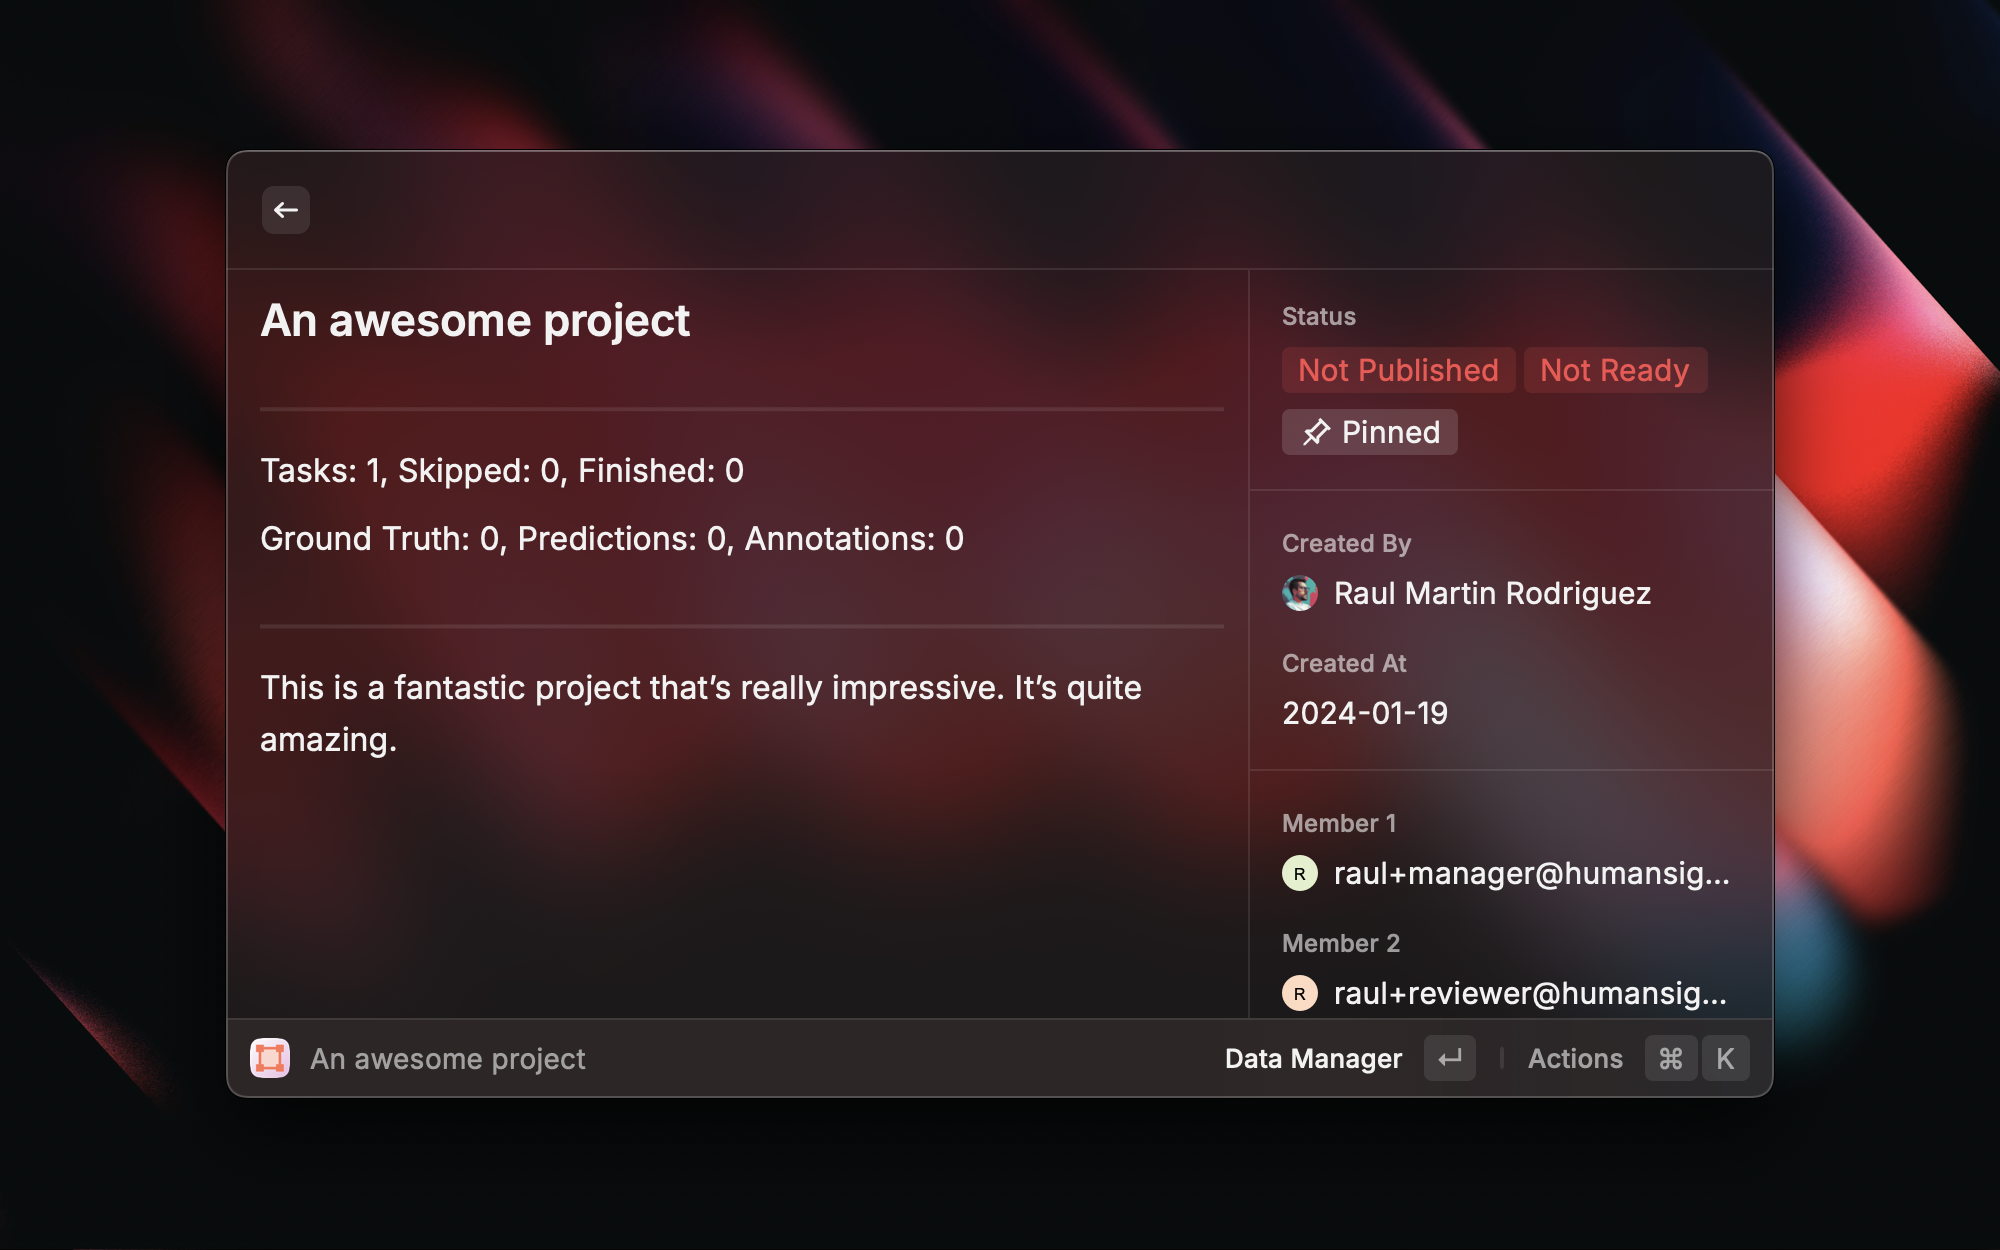 An awesome project
Tasks: 1, Skipped: 0, Finished: 0
Ground Truth: 0, Predictions: 0, Annotations: 0
This is a fantastic project that’s really impressive. It’s quite
amazing.
Status
Not Published Not Ready
Pinned
Created By
Raul Martin Rodriguez
Created At
2024-01-19
Member 1
R raul+manager@humansig...
Member 2
R raul+reviewer@humansig...
An awesome project
Data Manager ↵ Actions ⌘ K